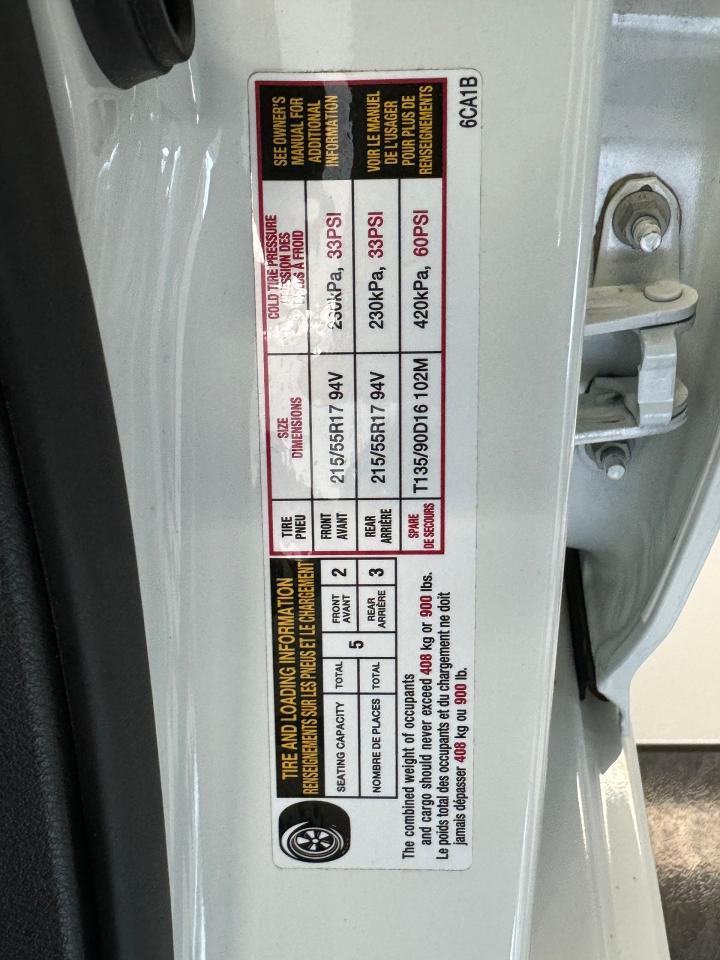 TIRE AND LOADING INFORMATION
RENSEIGNEMENTS SUR LES PNEUS ET LE CHARGEMENT
SEATING CAPACITY TOTAL 5 FRONT AVANT 2
NOMBRE DE PLACES TOTAL REAR ARRIÈRE 3
The combined weight of occupants
and cargo should never exceed 408 kg or 900 lbs.
Le poids total des occupants et du chargement ne doit
jamais dépasser 408 kg ou 900 lb.
TIRE
PNEU
SIZE
DIMENSIONS
COLD TIRE PRESSURE
DES
À FROID
SEE OWNER'S
MANUAL FOR
ADDITIONAL
INFORMATION
FRONT
AVANT
215/55R17 94V
230kPa, 33PSI
REAR
ARRIÈRE
215/55R17 94V
230kPa, 33PSI
VOIR LE MANUEL
DE L'USAGER
POUR PLUS DE
RENSEIGNEMENTS
SPARE
DE SECOURS
T135/90D16 102M
420kPa, 60PSI
6CA1B